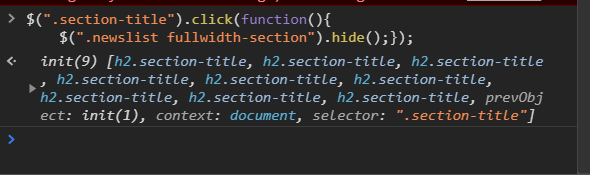 > $(".section-title").click(function(){
$(".newslist fullwidth-section").hide();});
init(9) [h2.section-title, h2.section-title, h2.section-title
, h2.section-title, h2.section-title, h2.section-title,
h2.section-title, h2.section-title, h2.section-title, prevObj
ect: init(1), context: document, selector: ".section-title"]
>